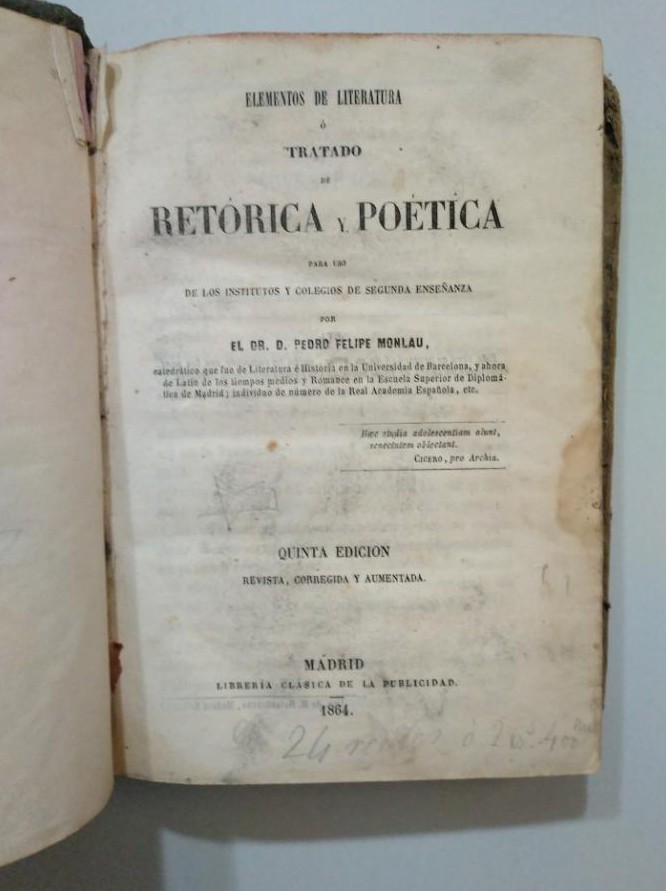 ELEMENTOS DE LITERATURA
ó
TRATADO
DE
RETÓRICA Y POÉTICA
PARA USO
DE LOS INSTITUTOS Y COLEGIOS DE SEGUNDA ENSEÑANZA
POR
EL DR. D. PEDRO FELIPE MONLAU,
catedrático que fue de Literatura é Historia en la Universidad de Barcelona, y ahora
de Latin de los tiempos medios y Romance en la Escuela Superior de Diplomá-
tica de Madrid; individuo de número de la Real Academia Española, etc.
Hæc studia adolescentiam alunt,
senectutem oblectant.
CICERO, pro Archia.
QUINTA EDICION
REVISTA, CORREGIDA Y AUMENTADA.
MADRID
LIBRERÍA CLÁSICA DE LA PUBLICIDAD.
1864.
24 reales ó 2